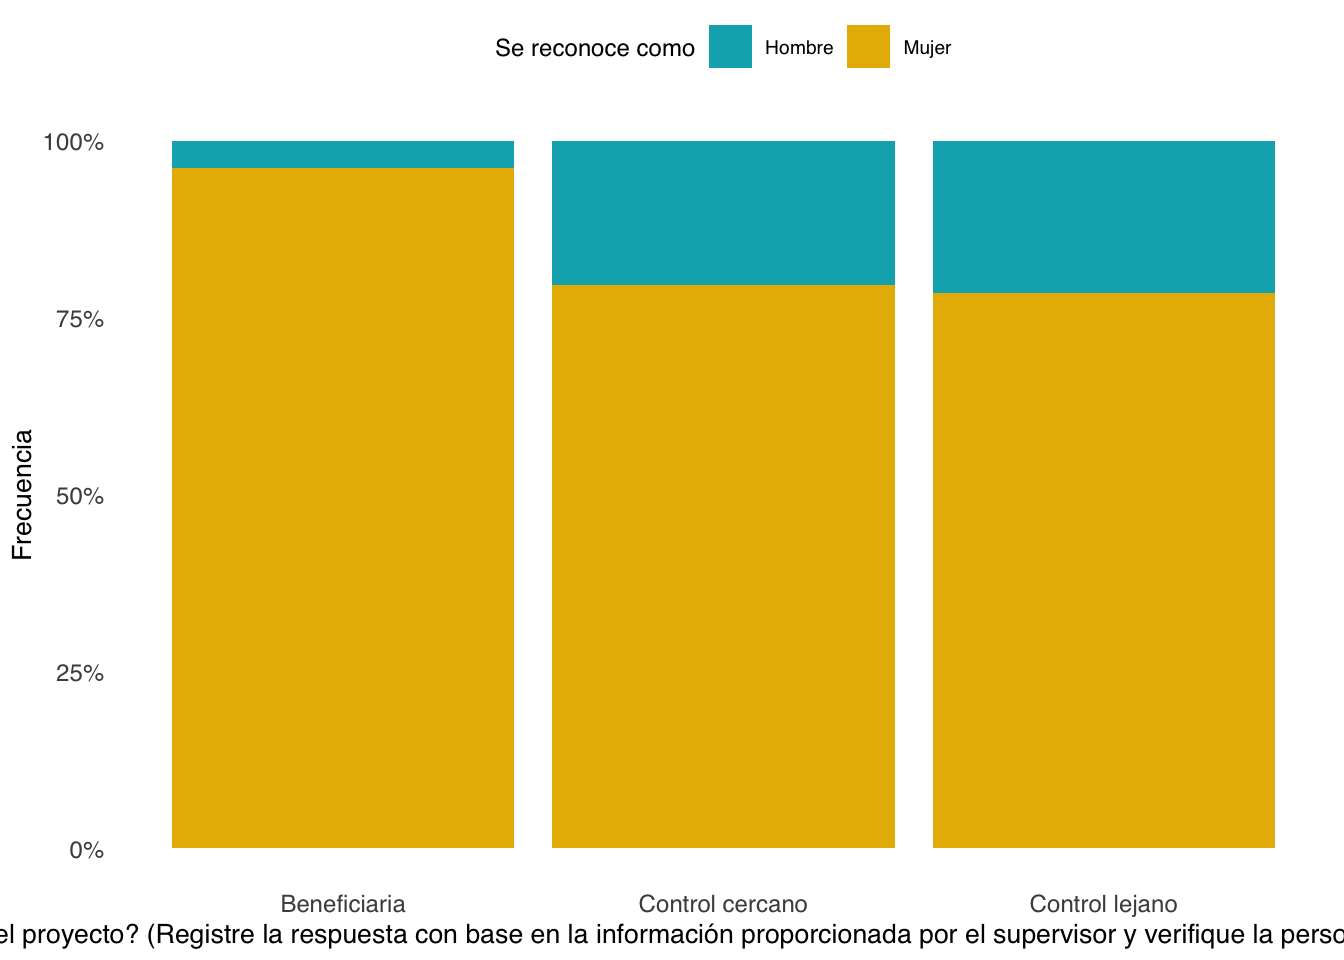 Se reconoce como Hombre Mujer
100%
75%
50%
25%
0%
Frecuencia
Beneficiaria Control cercano Control lejano
el proyecto? (Registre la respuesta con base en la información proporcionada por el supervisor y verifique la perso